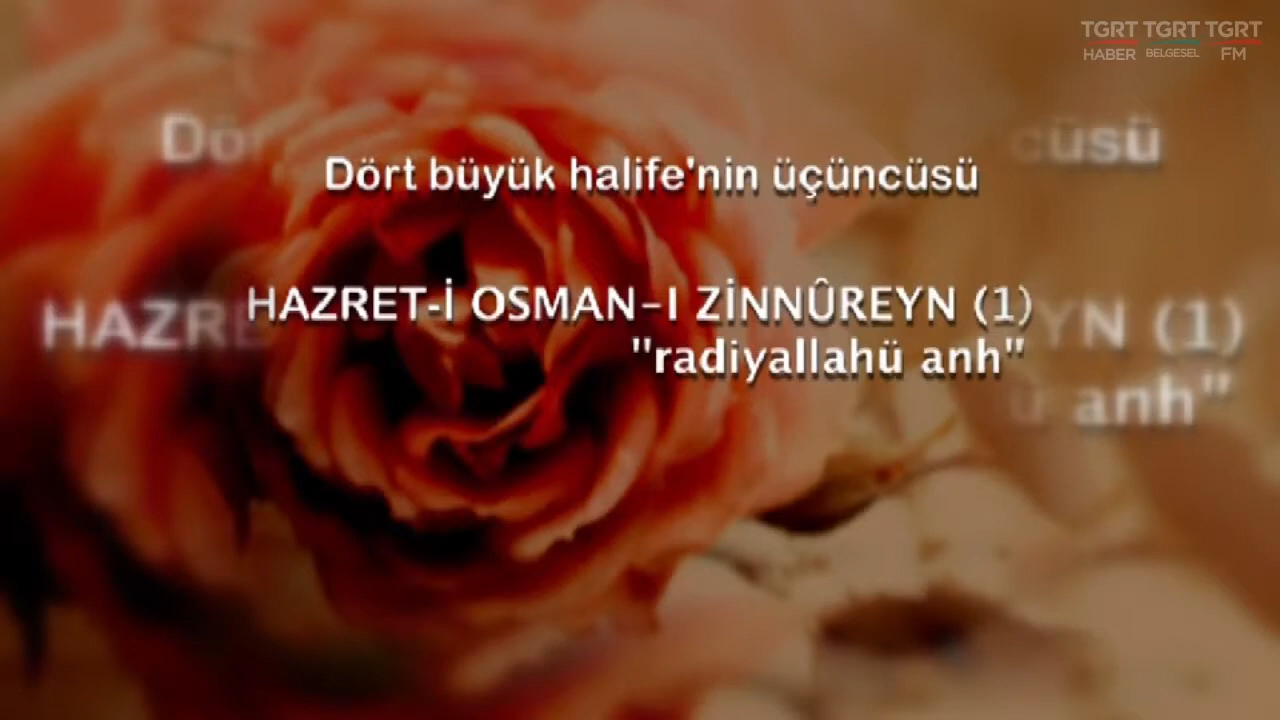 TGRT TGRT TGRT
HABER BELGESEL FM
Dört büyük halife'nin üçüncüsü
HAZRET-İ OSMAN-I ZİNNÛREYN (1)
"radiyallahü anh"